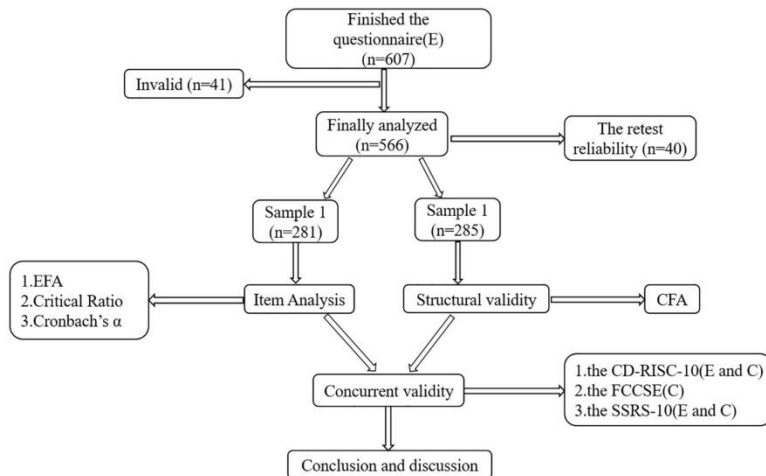 Finished the
questionnaire(E)
(n=607)
Invalid (n=41)
Finally analyzed
(n=566)
The retest
reliability (n=40)
Sample 1
(n=281)
Sample 1
(n=285)
1.EFA
2.Critical Ratio
3.Cronbach’s α
Item Analysis
Structural validity
CFA
Concurrent validity
1.the CD-RISC-10(E and C)
2.the FCCSE(C)
3.the SSRS-10(E and C)
Conclusion and discussion